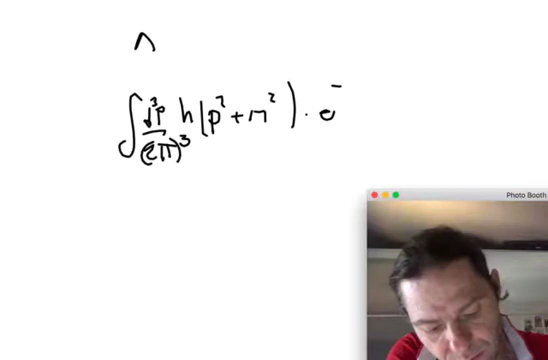 ∧
∫ d³p/(2π)³ h(p² + m²) · e⁻
Photo Booth